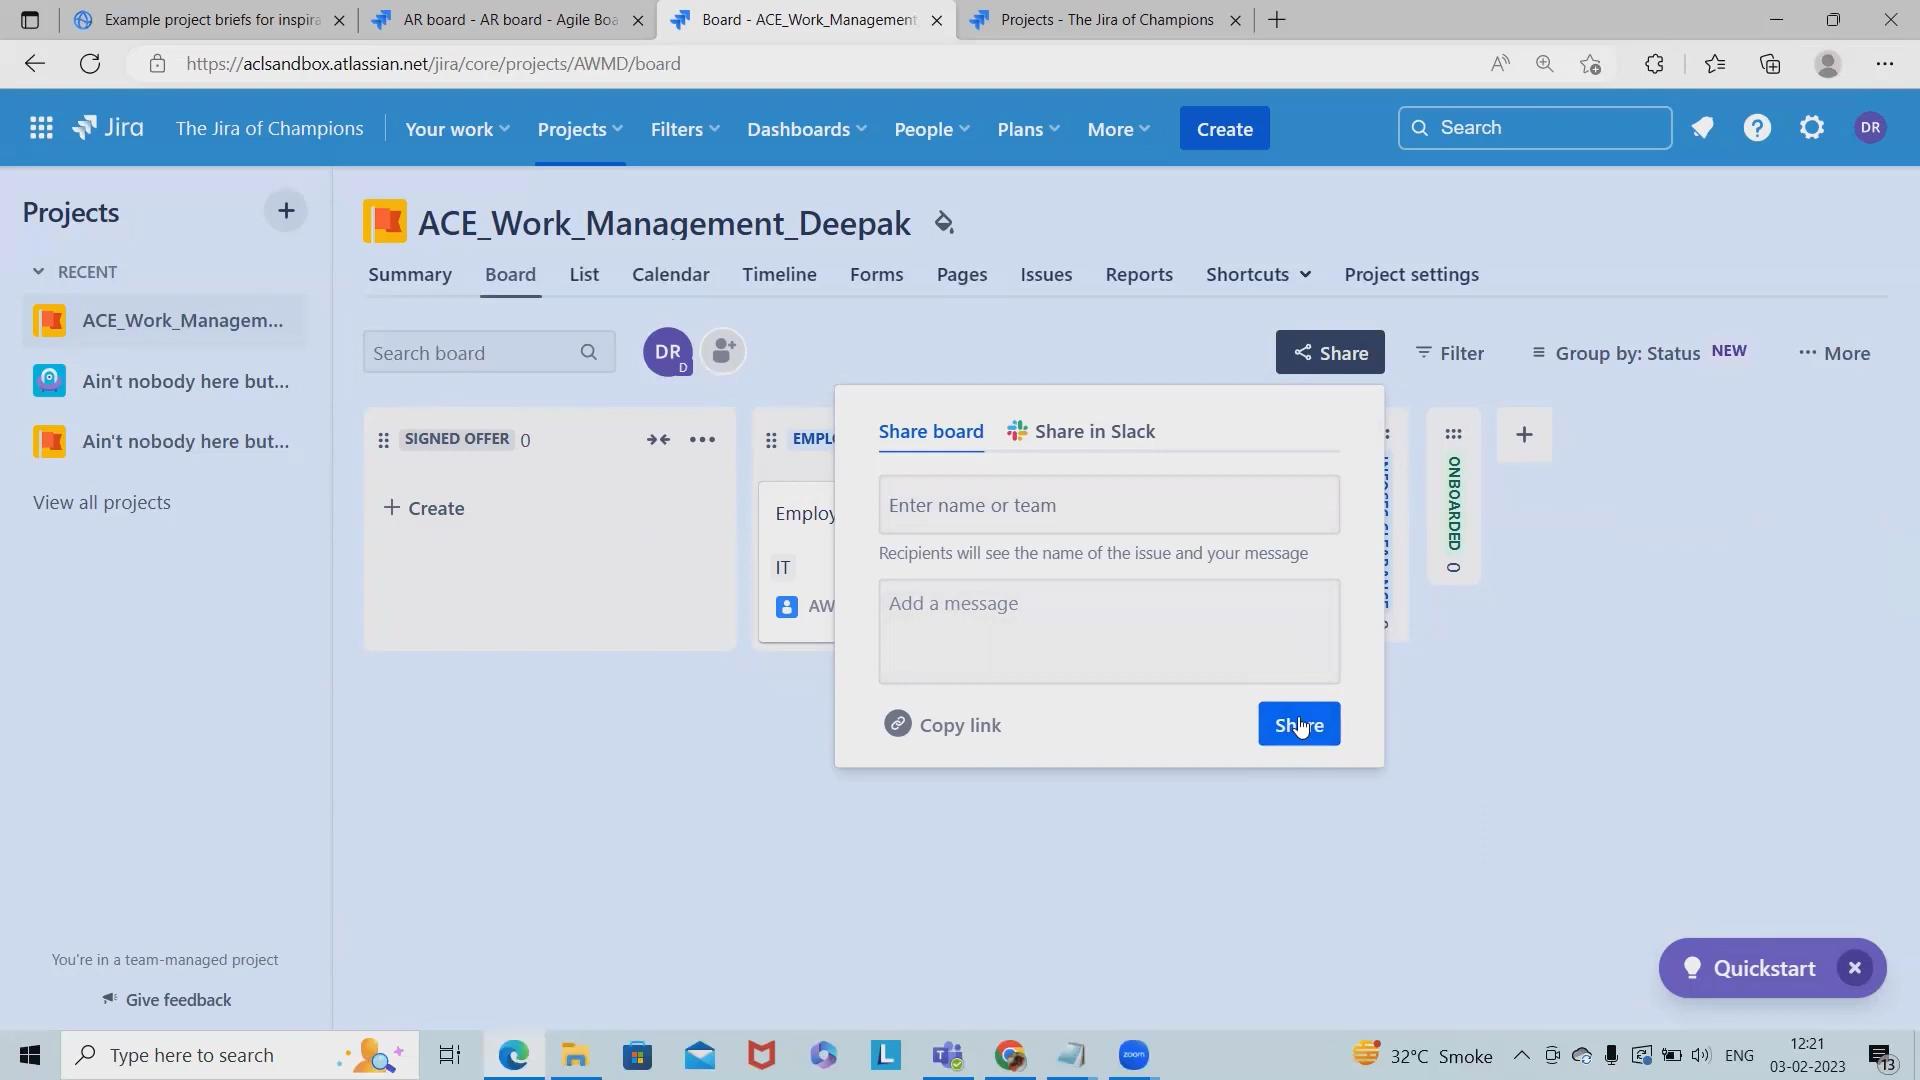 Example project briefs for inspira
AR board - AR board - Agile Boa
Board - ACE_Work_Management
Projects - The Jira of Champions
https://aclsandbox.atlassian.net/jira/core/projects/AWMD/board
Jira
The Jira of Champions
Your work
Projects
Filters
Dashboards
People
Plans
More
Create
Search
DR
Projects
RECENT
ACE_Work_Managem...
Ain't nobody here but...
Ain't nobody here but...
View all projects
You're in a team-managed project
Give feedback
ACE_Work_Management_Deepak
Summary
Board
List
Calendar
Timeline
Forms
Pages
Issues
Reports
Shortcuts
Project settings
Search board
DR
D
Share
Filter
Group by: Status NEW
More
SIGNED OFFER 0
Create
EMPLO
Employ
IT
AW
Share board
Share in Slack
Enter name or team
Recipients will see the name of the issue and your message
Add a message
Copy link
Share
ONBOARDED 0
Quickstart
Type here to search
L
zoom
32°C Smoke
ENG
12:21
03-02-2023
13